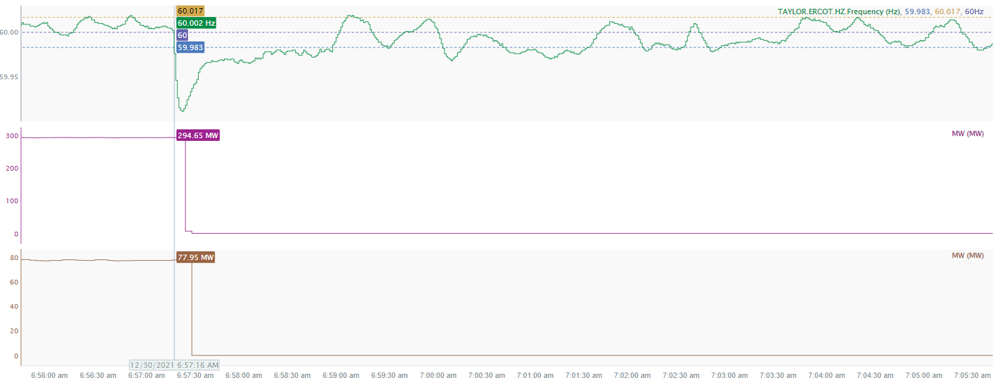 60.017
TAYLOR.ERCOT.HZ.Frequency (Hz), 59.983, 60.017, 60Hz
60.002 Hz
60.00
60
59.983
59.95
294.65 MW
MW (MW)
300
200
100
0
77.95 MW
MW (MW)
80
60
40
20
0
12/30/2021 6:57:16 AM
6:56:00 am 6:56:30 am 6:57:00 am 6:57:30 am 6:58:00 am 6:58:30 am 6:59:00 am 6:59:30 am 7:00:00 am 7:00:30 am 7:01:00 am 7:01:30 am 7:02:00 am 7:02:30 am 7:03:00 am 7:03:30 am 7:04:00 am 7:04:30 am 7:05:00 am 7:05:30 am